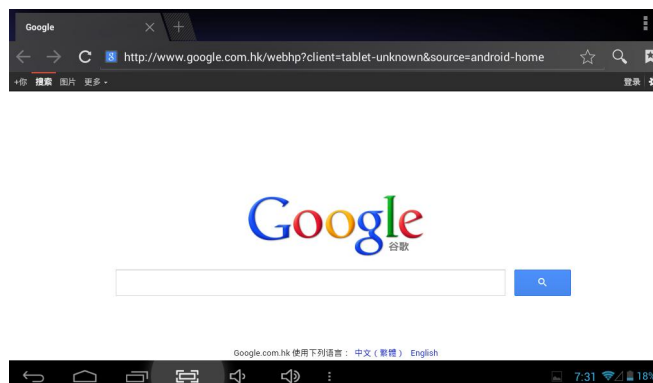 Google
http://www.google.com.hk/webhp?client=tablet-unknown&source=android-home
+你 搜索 图片 更多 登录
Google
谷歌
Google.com.hk 使用下列语言： 中文（繁體） English
7:31 18%